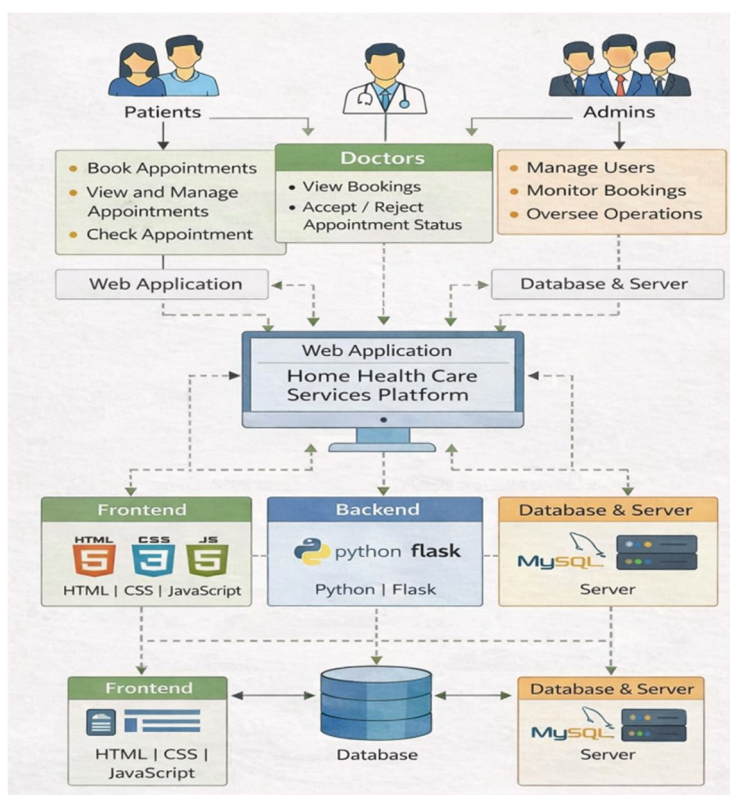 Patients
Admins
Book Appointments
View and Manage
Appointments
Check Appointment
Doctors
View Bookings
Accept / Reject
Appointment Status
Manage Users
Monitor Bookings
Oversee Operations
Web Application
Database & Server
Web Application
Home Health Care
Services Platform
Frontend
HTML CSS JS
5 3 5
HTML | CSS | JavaScript
Backend
python flask
Python | Flask
Database & Server
MySQL
Server
Frontend
HTML | CSS |
JavaScript
Database
Database & Server
MySQL
Server